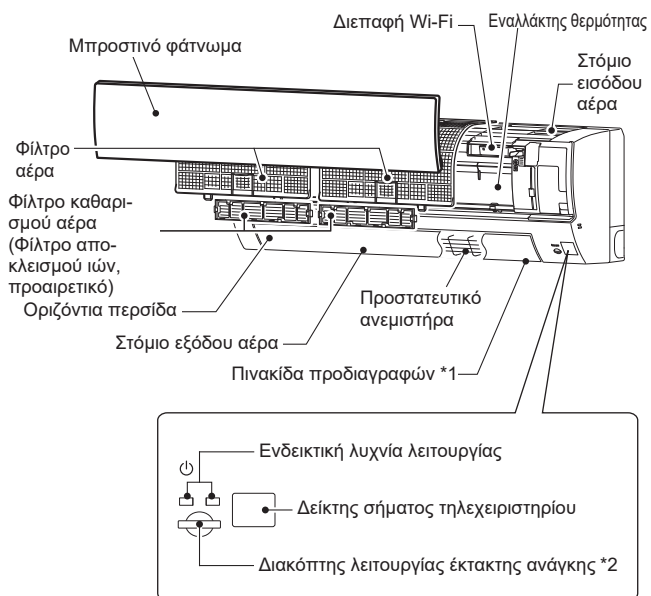 Διεπαφή Wi-Fi
Εναλλάκτης θερμότητας
Μπροστινό φάτνωμα
Στόμιο
εισόδου
αέρα
Φίλτρο
αέρα
Φίλτρο καθαρι-
σμού αέρα
(Φίλτρο απο-
κλεισμού ιών,
προαιρετικό)
Οριζόντια περσίδα
Προστατευτικό
ανεμιστήρα
Στόμιο εξόδου αέρα
Πινακίδα προδιαγραφών *1
Ενδεικτική λυχνία λειτουργίας
Δείκτης σήματος τηλεχειριστηρίου
Διακόπτης λειτουργίας έκτακτης ανάγκης *2